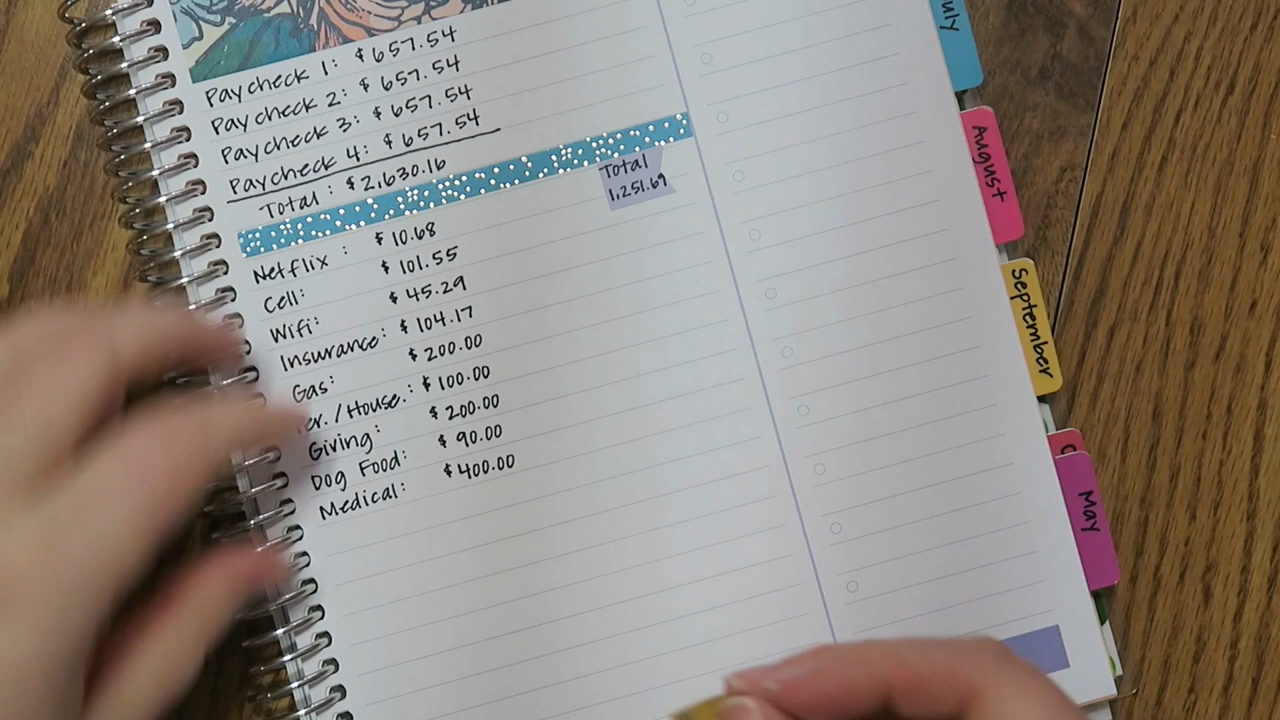 Paycheck 1: $657.54
Paycheck 2: $657.54
Paycheck 3: $657.54
Paycheck 4: $657.54
Total: $2,630.16
Total
1,251.69
Netflix: $10.68
Cell: $101.55
Wifi: $45.29
Insurance: $104.17
Gas: $200.00
/House.: $100.00
Giving: $200.00
Dog Food: $90.00
Medical: $400.00
August
September
May